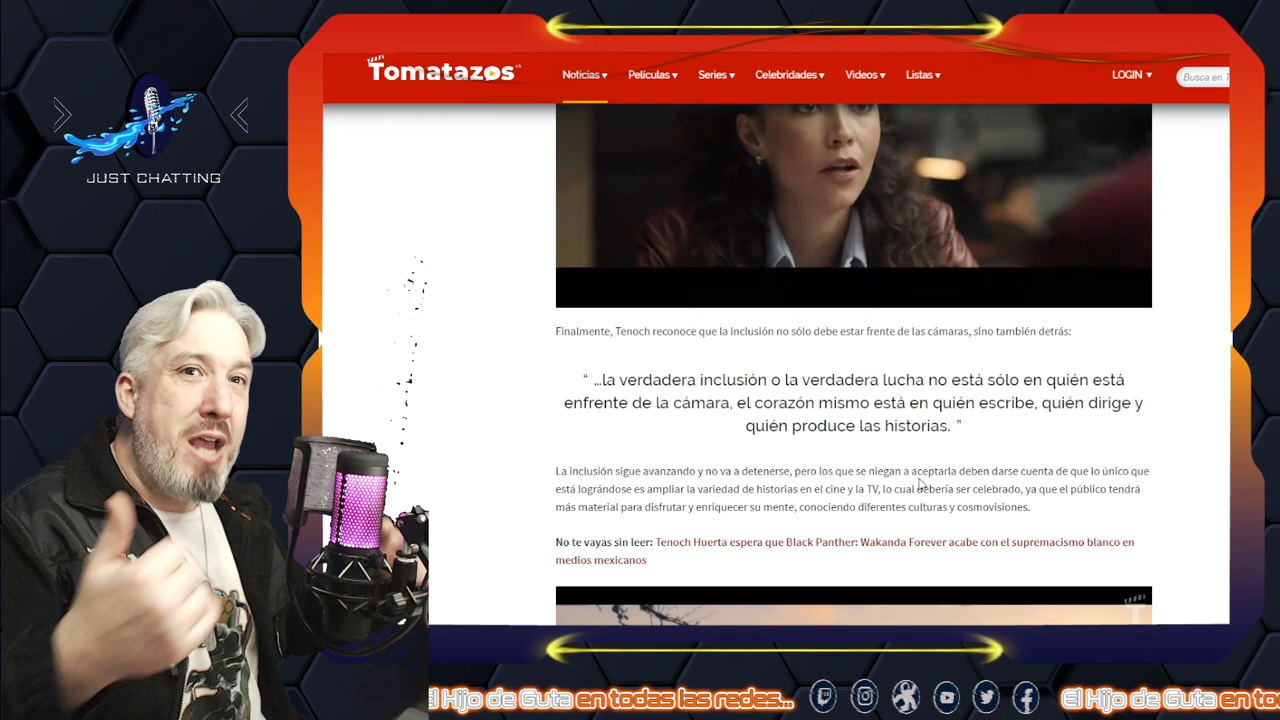 Tomatazos
Noticias Películas Series Celebridades Videos Listas LOGIN Busca en T
JUST CHATTING
Finalmente, Tenoch reconoce que la inclusión no sólo debe estar frente de las cámaras, sino también detrás:
“ ...la verdadera inclusión o la verdadera lucha no está sólo en quién está
enfrente de la cámara, el corazón mismo está en quién escribe, quién dirige y
quién produce las historias. ”
La inclusión sigue avanzando y no va a detenerse, pero los que se niegan a aceptarla deben darse cuenta de que lo único que
está lográndose es ampliar la variedad de historias en el cine y la TV, lo cual debería ser celebrado, ya que el público tendrá
más material para disfrutar y enriquecer su mente, conociendo diferentes culturas y cosmovisiones.
No te vayas sin leer: Tenoch Huerta espera que Black Panther: Wakanda Forever acabe con el supremacismo blanco en
medios mexicanos
El Hijo de Guta en todas las redes... El Hijo de Guta en to